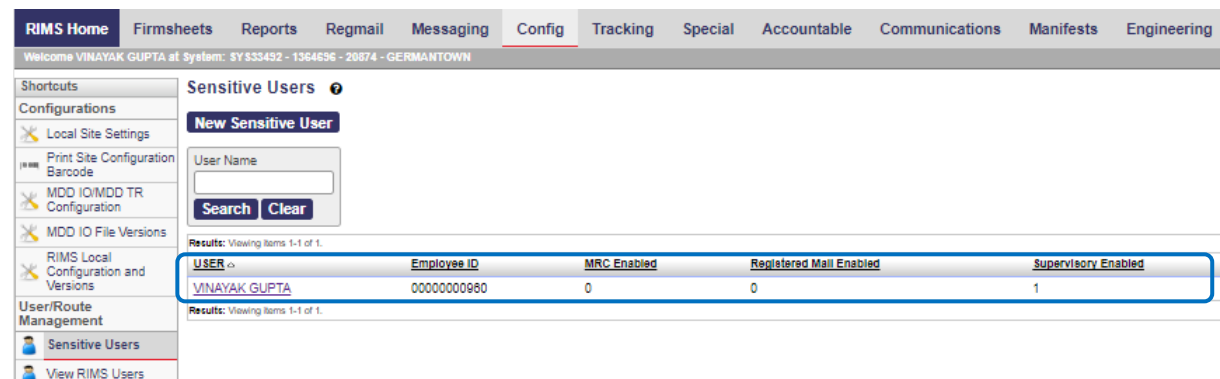 RIMS Home Firmsheets Reports Regmail Messaging Config Tracking Special Accountable Communications Manifests Engineering
Welcome VINAYAK GUPTA at System: SYS33492 - 1364696 - 20874 - GERMANTOWN
Shortcuts
Configurations
Local Site Settings
Print Site Configuration
Barcode
MDD IO/MDD TR
Configuration
MDD IO File Versions
RIMS Local
Configuration and
Versions
User/Route
Management
Sensitive Users
View RIMS Users
Sensitive Users ?
New Sensitive User
User Name
Search Clear
Results: Viewing items 1-1 of 1.
USER Employee ID MRC Enabled Registered Mail Enabled Supervisory Enabled
VINAYAK GUPTA 00000000960 0 0 1
Results: Viewing items 1-1 of 1.